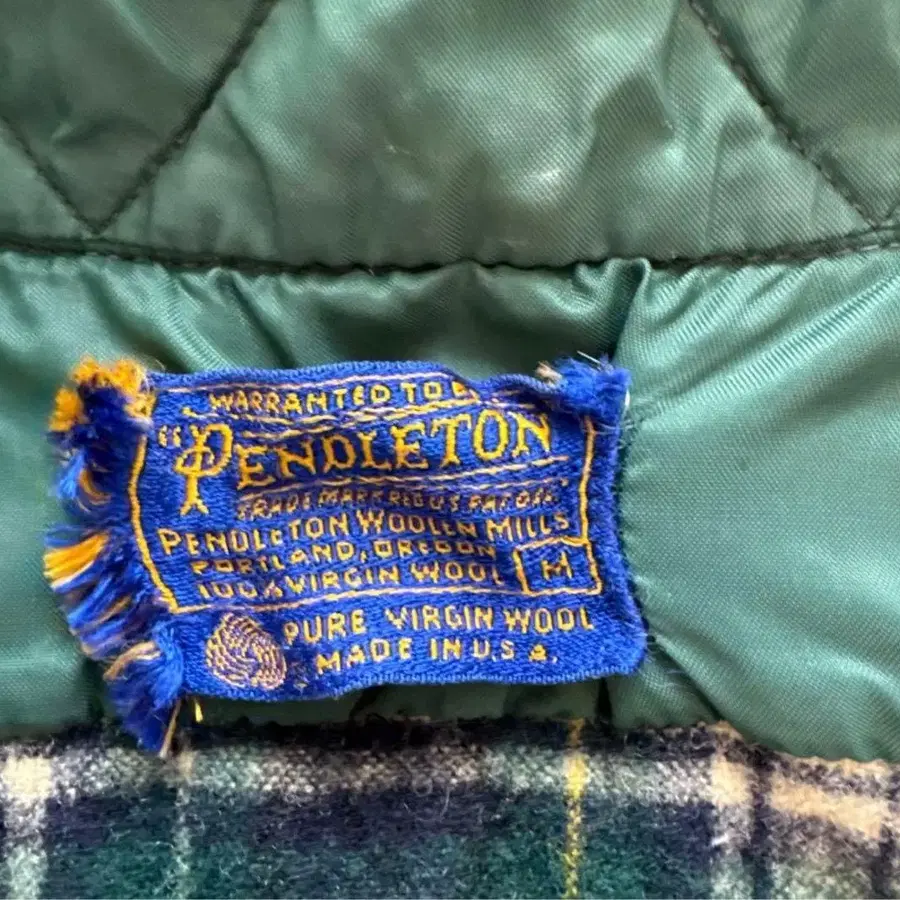 WARRANTED TO B
"PENDLETON"
TRADE MARK REG US PAT OFF
PENDLETON WOOLEN MILLS
PORTLAND, OREGON
100% VIRGIN WOOL M
PURE VIRGIN WOOL
MADE IN U.S.A.